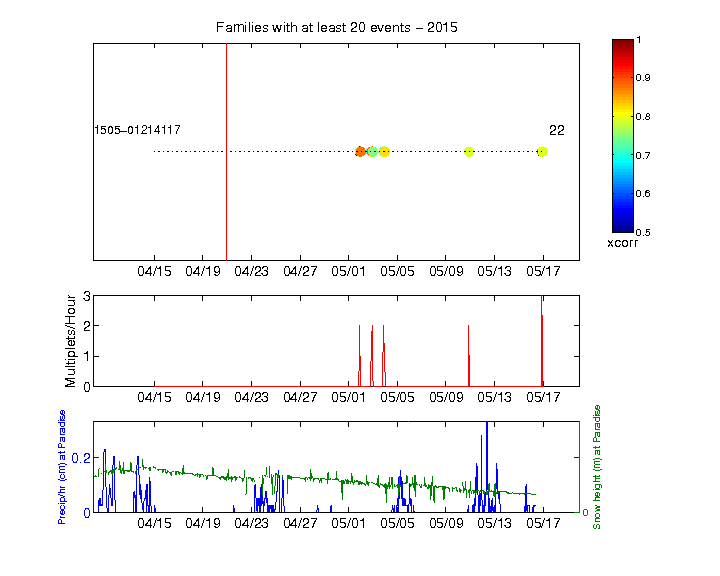 Families with at least 20 events − 2015
1505−01214117
22
04/15 04/19 04/23 04/27 05/01 05/05 05/09 05/13 05/17
1
0.9
0.8
0.7
0.6
0.5
xcorr
Multiplets/Hour
3
2
1
0
04/15 04/19 04/23 04/27 05/01 05/05 05/09 05/13 05/17
Precip/hr (cm) at Paradise
0.2
0
04/15 04/19 04/23 04/27 05/01 05/05 05/09 05/13 05/17
0
Snow height (m) at Paradise